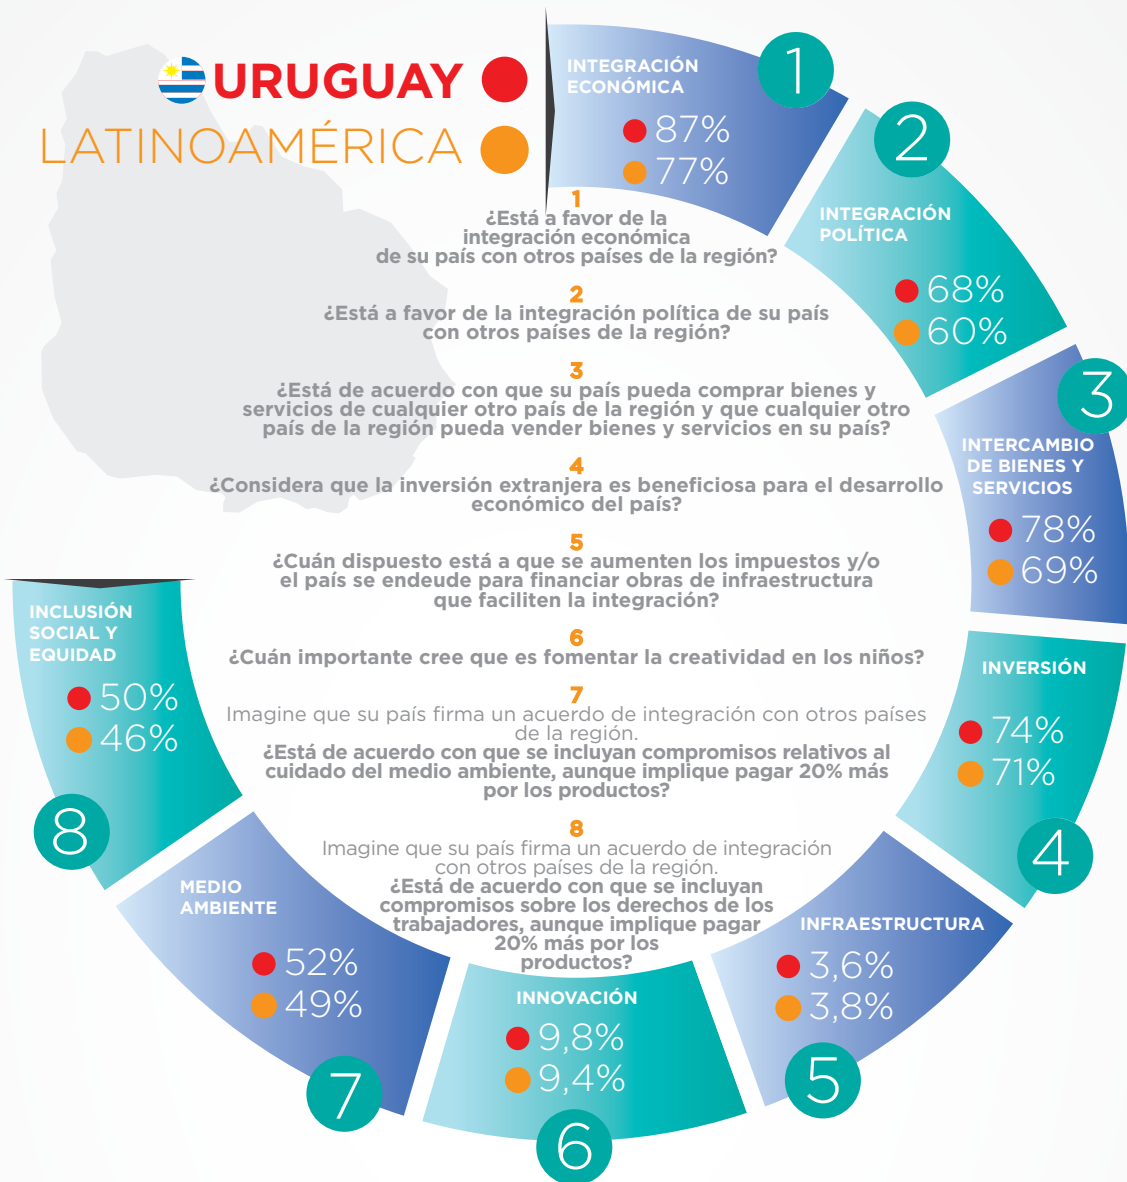 URUGUAY
LATINOAMÉRICA
INTEGRACIÓN
ECONÓMICA
87%
77%
1
2
INTEGRACIÓN
POLÍTICA
68%
60%
3
INTERCAMBIO
DE BIENES Y
SERVICIOS
78%
69%
INVERSIÓN
74%
71%
4
INFRAESTRUCTURA
3,6%
3,8%
5
INNOVACIÓN
9,8%
9,4%
6
MEDIO
AMBIENTE
52%
49%
7
INCLUSIÓN
SOCIAL Y
EQUIDAD
50%
46%
8
1
¿Está a favor de la
integración económica
de su país con otros países de la región?
2
¿Está a favor de la integración política de su país
con otros países de la región?
3
¿Está de acuerdo con que su país pueda comprar bienes y
servicios de cualquier otro país de la región y que cualquier otro
país de la región pueda vender bienes y servicios en su país?
4
¿Considera que la inversión extranjera es beneficiosa para el desarrollo
económico del país?
5
¿Cuán dispuesto está a que se aumenten los impuestos y/o
el país se endeude para financiar obras de infraestructura
que faciliten la integración?
6
¿Cuán importante cree que es fomentar la creatividad en los niños?
7
Imagine que su país firma un acuerdo de integración con otros países
de la región.
¿Está de acuerdo con que se incluyan compromisos relativos al
cuidado del medio ambiente, aunque implique pagar 20% más
por los productos?
8
Imagine que su país firma un acuerdo de integración
con otros países de la región.
¿Está de acuerdo con que se incluyan
compromisos sobre los derechos de los
trabajadores, aunque implique pagar
20% más por los
productos?